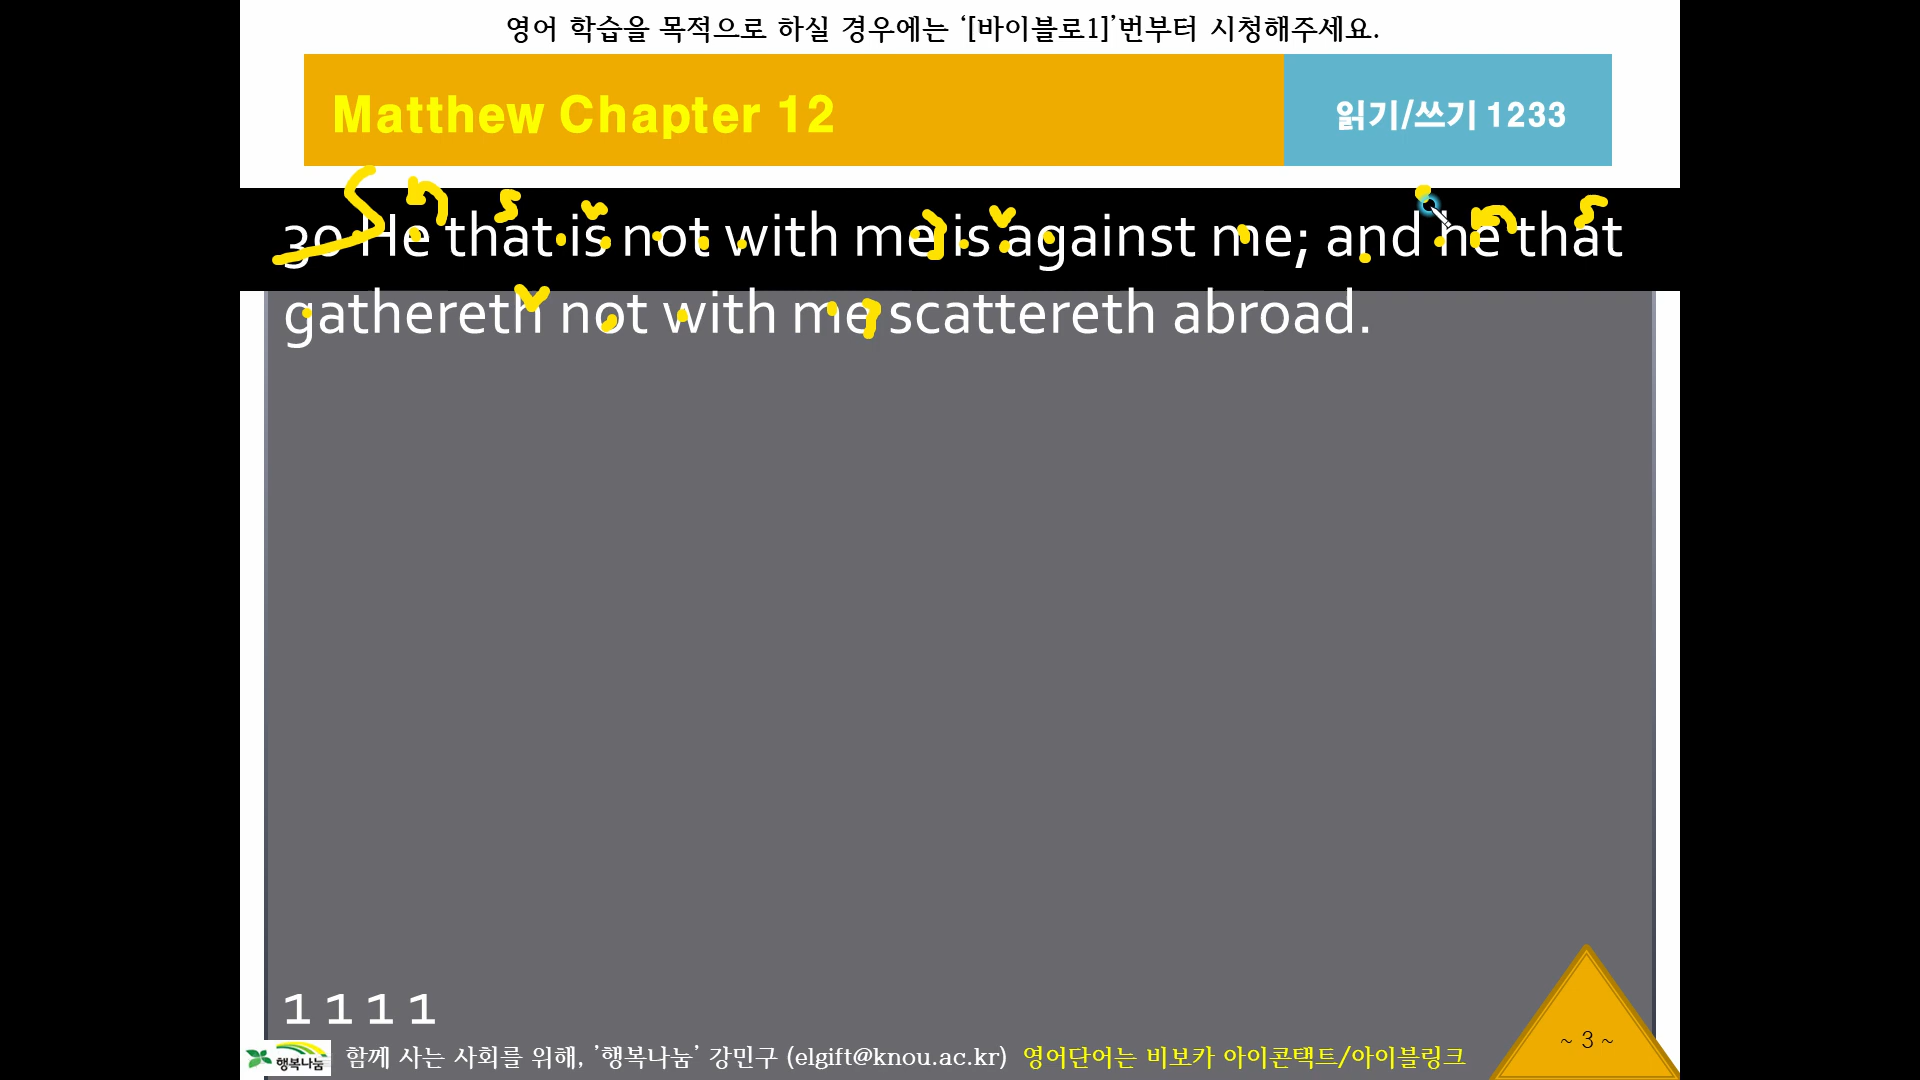 영어 학습을 목적으로 하실 경우에는 ‘[바이블로1]’번부터 시청해주세요.
Matthew Chapter 12
읽기/쓰기 1233
30 He that is not with me is against me; and he that
gathereth not with me scattereth abroad.
1 1 1 1
~ 3 ~
행복나눔 함께 사는 사회를 위해, ’행복나눔’ 강민구 (elgift@knou.ac.kr) 영어단어는 비보카 아이콘택트/아이블링크